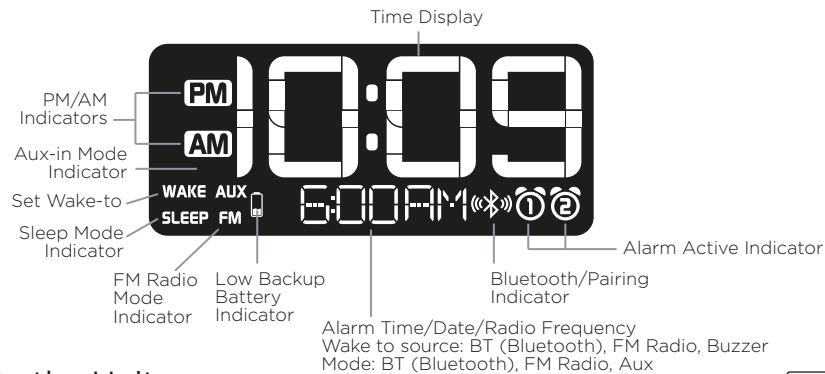 Time Display
10:09
PM
AM
PM/AM
Indicators
Aux-in Mode
Indicator
Set Wake-to
Sleep Mode
Indicator
WAKE AUX
SLEEP FM
6:00AM
1 2
Alarm Active Indicator
FM Radio
Mode
Indicator
Low Backup
Battery
Indicator
Bluetooth/Pairing
Indicator
Alarm Time/Date/Radio Frequency
Wake to source: BT (Bluetooth), FM Radio, Buzzer
Mode: BT (Bluetooth), FM Radio, Aux